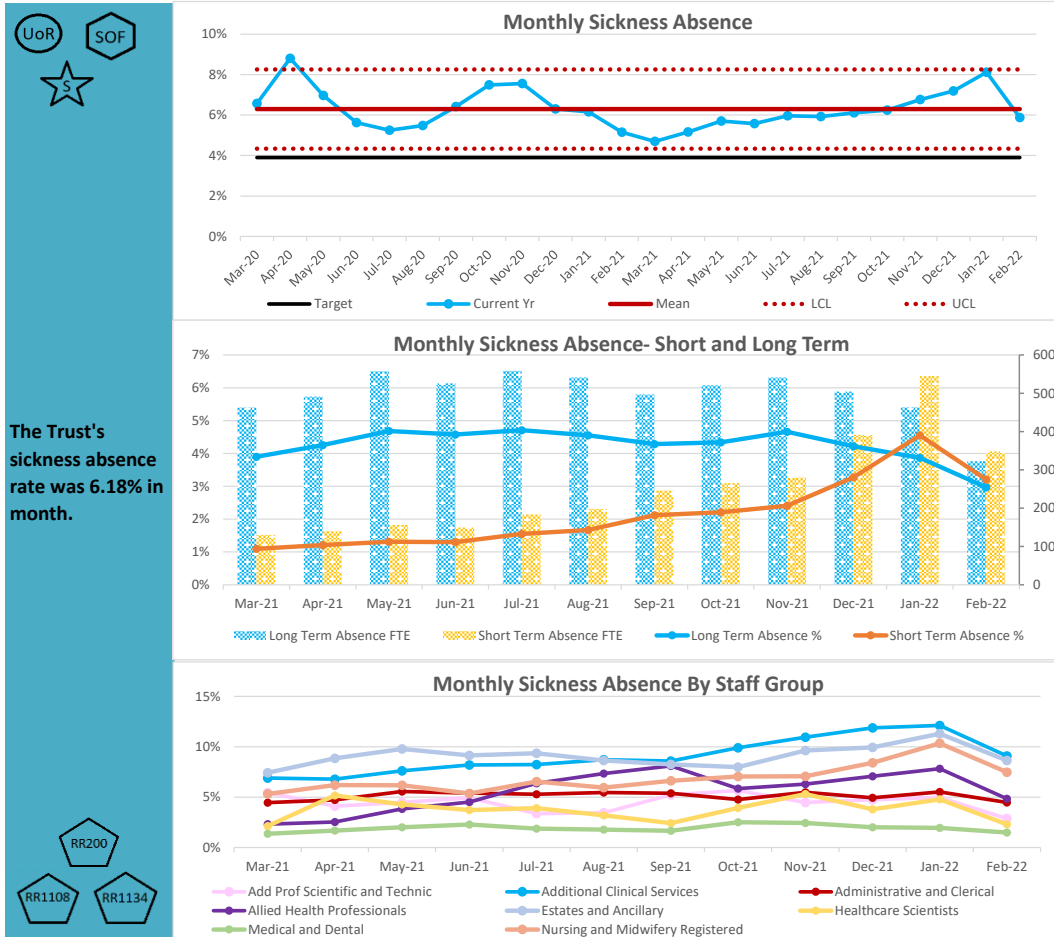 UoR
SOF
S
The Trust's
sickness absence
rate was 6.18% in
month.
RR200
RR1108
RR1134
Monthly Sickness Absence
10%
8%
6%
4%
2%
0%
Mar-20
Apr-20
May-20
Jun-20
Jul-20
Aug-20
Sep-20
Oct-20
Nov-20
Dec-20
Jan-21
Feb-21
Mar-21
Apr-21
May-21
Jun-21
Jul-21
Aug-21
Sep-21
Oct-21
Nov-21
Dec-21
Jan-22
Feb-22
Target Current Yr Mean LCL UCL
Monthly Sickness Absence- Short and Long Term
7%
6%
5%
4%
3%
2%
1%
0%
600
500
400
300
200
100
0
Mar-21 Apr-21 May-21 Jun-21 Jul-21 Aug-21 Sep-21 Oct-21 Nov-21 Dec-21 Jan-22 Feb-22
Long Term Absence FTE Short Term Absence FTE Long Term Absence % Short Term Absence %
Monthly Sickness Absence By Staff Group
15%
10%
5%
0%
Mar-21 Apr-21 May-21 Jun-21 Jul-21 Aug-21 Sep-21 Oct-21 Nov-21 Dec-21 Jan-22 Feb-22
Add Prof Scientific and Technic Additional Clinical Services Administrative and Clerical
Allied Health Professionals Estates and Ancillary Healthcare Scientists
Medical and Dental Nursing and Midwifery Registered